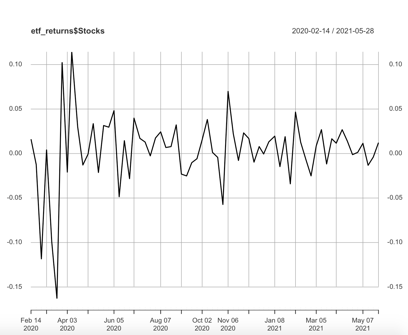 etf_returns$Stocks
2020-02-14 / 2021-05-28
0.10 0.10
0.05 0.05
0.00 0.00
-0.05 -0.05
-0.10 -0.10
-0.15 -0.15
Feb 14 Apr 03 Jun 05 Aug 07 Oct 02 Nov 06 Jan 08 Mar 05 May 07
2020 2020 2020 2020 2020 2020 2021 2021 2021